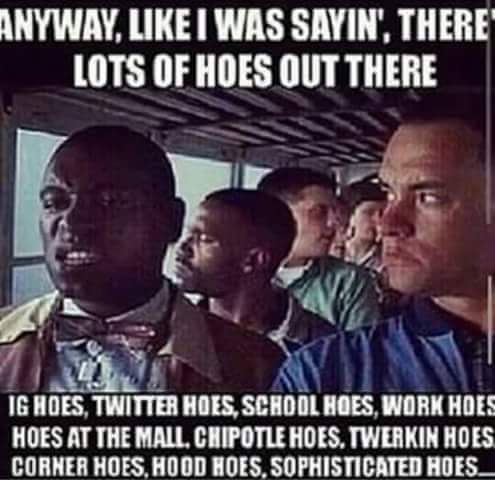 ANYWAY, LIKE I WAS SAYIN', THERE
LOTS OF HOES OUT THERE
IG HOES, TWITTER HOES, SCHOOL HOES, WORK HOES
HOES AT THE MALL. CHIPOTLE HOES. TWERKIN HOES
CORNER HOES, HOOD HOES, SOPHISTICATED HOES...